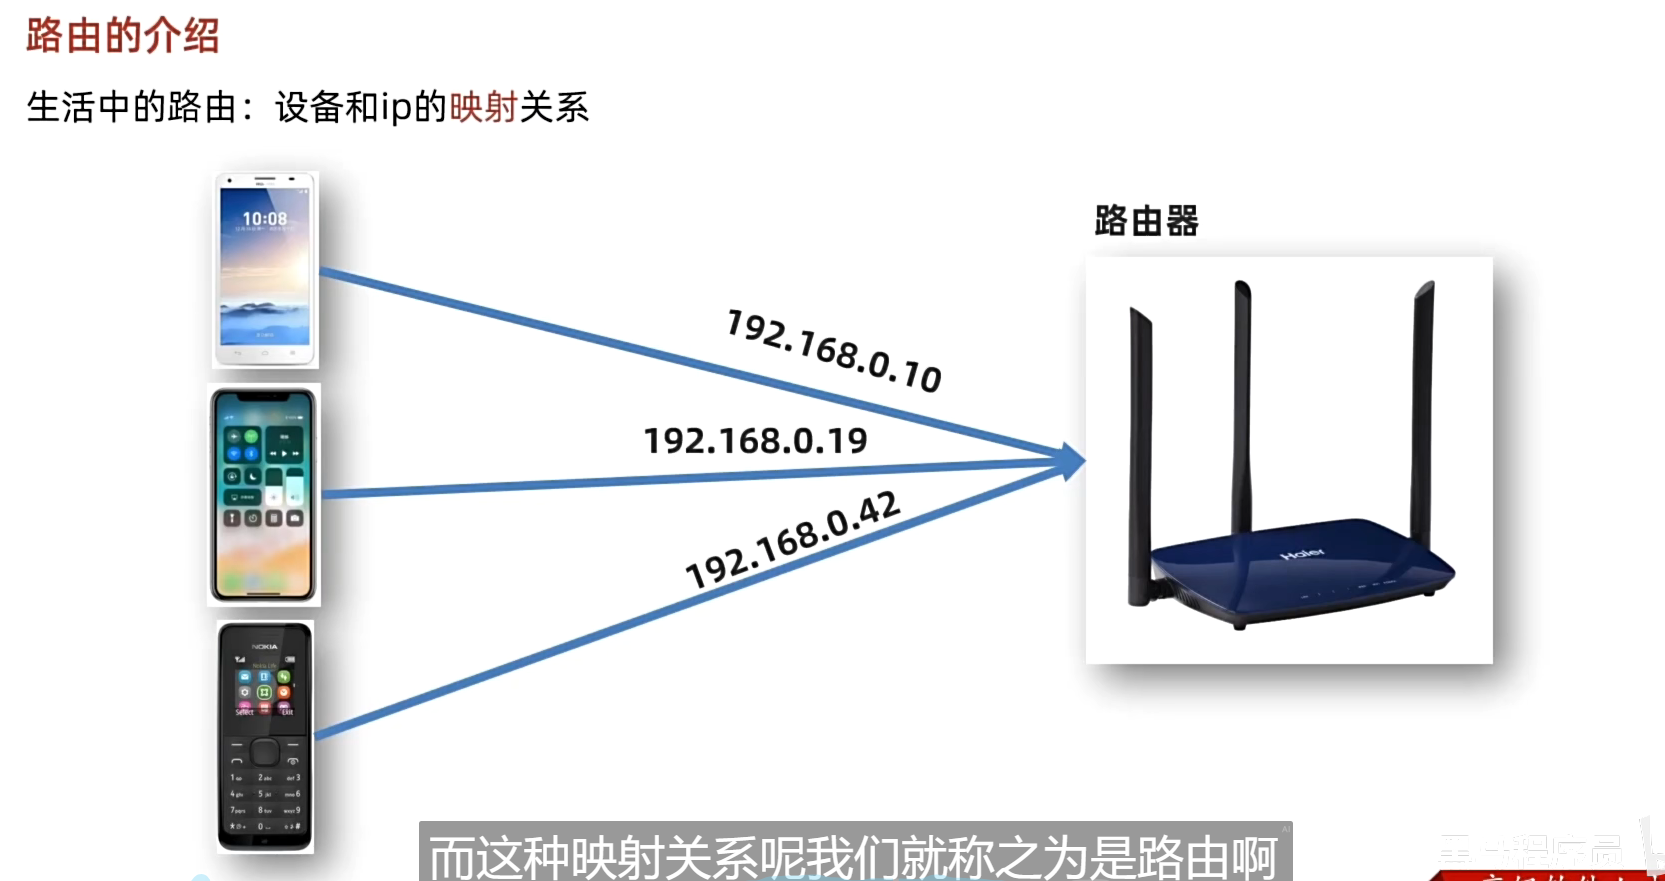 路由的介绍
生活中的路由：设备和ip的映射关系
路由器
10:08
192.168.0.10
192.168.0.19
192.168.0.42
Haier
NOKIA
Select
Exit
而这种映射关系呢我们就称之为是路由啊
AI